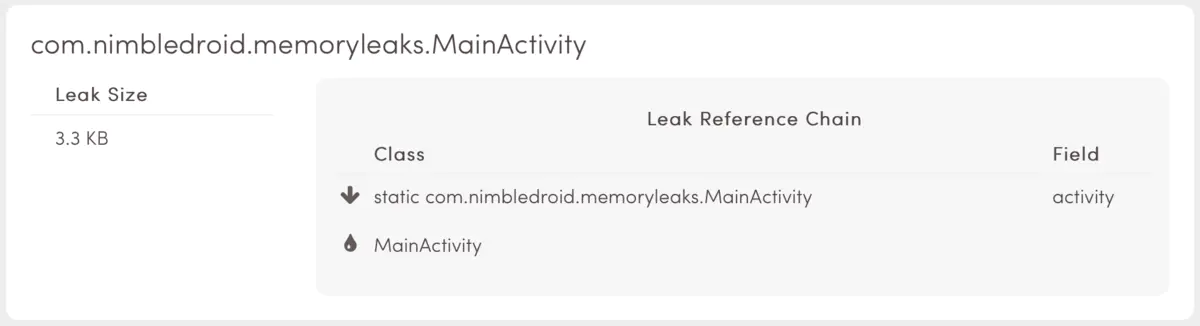 com.nimbledroid.memoryleaks.MainActivity
Leak Size
3.3 KB
Leak Reference Chain
Class Field
static com.nimbledroid.memoryleaks.MainActivity activity
MainActivity